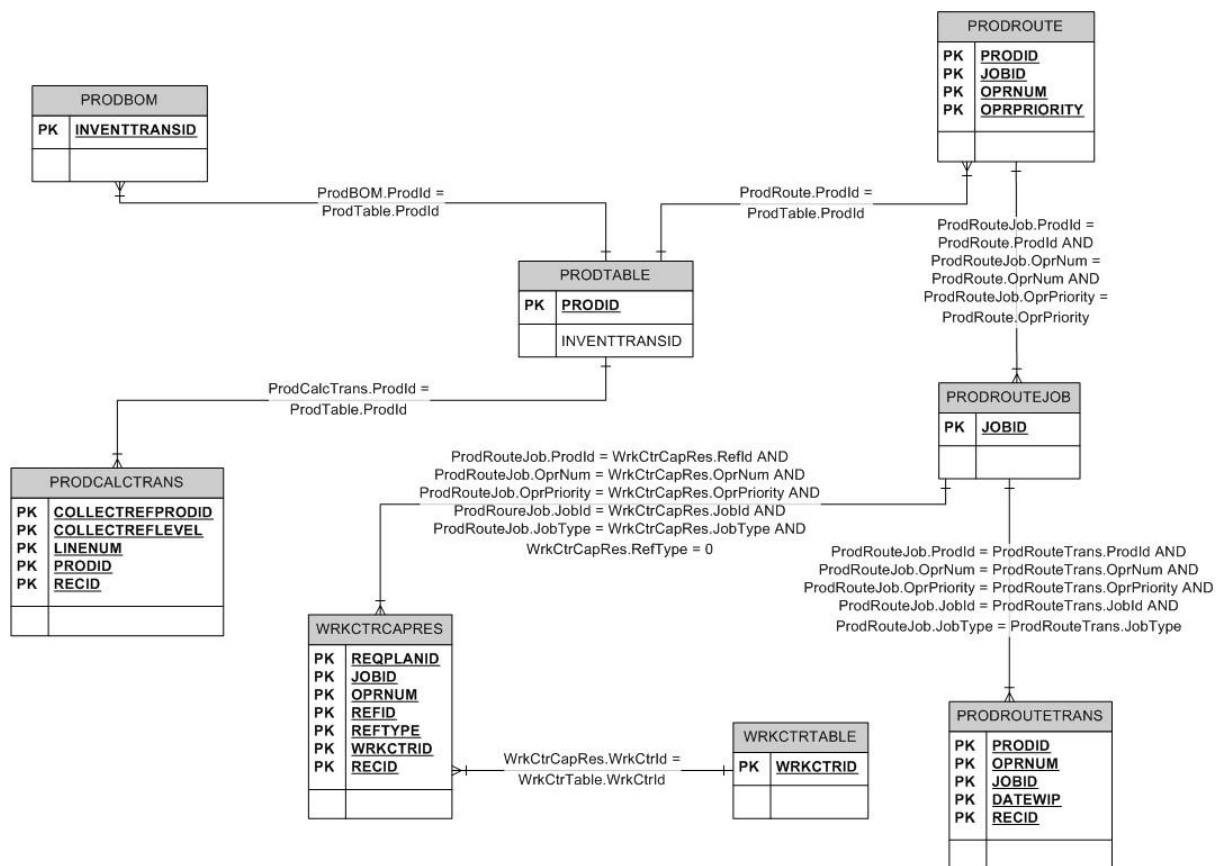 PRODROUTE
PK PRODID
PK JOBID
PK OPRNUM
PK OPRPRIORITY
PRODBOM
PK INVENTTRANSID
ProdBOM.ProdId =
ProdTable.ProdId
ProdRoute.ProdId =
ProdTable.ProdId
ProdRouteJob.ProdId =
ProdRoute.ProdId AND
ProdRouteJob.OprNum =
ProdRoute.OprNum AND
ProdRouteJob.OprPriority =
ProdRoute.OprPriority
PRODTABLE
PK PRODID
INVENTTRANSID
ProdCalcTrans.ProdId =
ProdTable.ProdId
PRODROUTEJOB
PK JOBID
PRODCALCTRANS
PK COLLECTREFPRODID
PK COLLECTREFLEVEL
PK LINENUM
PK PRODID
PK RECID
ProdRouteJob.ProdId = WrkCtrCapRes.RefId AND
ProdRouteJob.OprNum = WrkCtrCapRes.OprNum AND
ProdRouteJob.OprPriority = WrkCtrCapRes.OprPriority AND
ProdRoureJob.JobId = WrkCtrCapRes.JobId AND
ProdRouteJob.JobType = WrkCtrCapRes.JobType AND
WrkCtrCapRes.RefType = 0
ProdRouteJob.ProdId = ProdRouteTrans.ProdId AND
ProdRouteJob.OprNum = ProdRouteTrans.OprNum AND
ProdRouteJob.OprPriority = ProdRouteTrans.OprPriority AND
ProdRouteJob.JobId = ProdRouteTrans.JobId AND
ProdRouteJob.JobType = ProdRouteTrans.JobType
WRKCTRCAPRES
PK REQPLANID
PK JOBID
PK OPRNUM
PK REFID
PK REFTYPE
PK WRKCTRID
PK RECID
WrkCtrCapRes.WrkCtrId =
WrkCtrTable.WrkCtrId
WRKCTRTABLE
PK WRKCTRID
PRODROUTETRANS
PK PRODID
PK OPRNUM
PK JOBID
PK DATEWIP
PK RECID